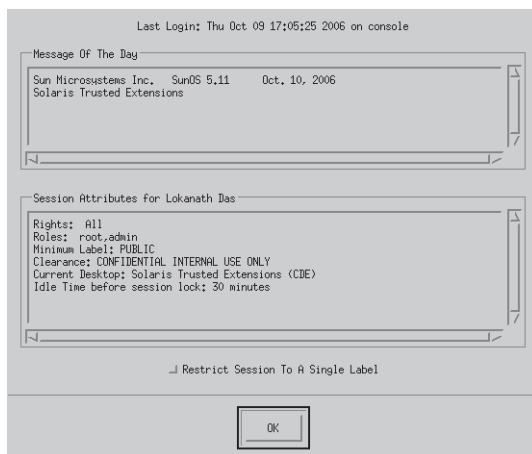 Last Login: Thu Oct 09 17:05:25 2006 on console
Message Of The Day
Sun Microsystems Inc. SunOS 5.11 Oct. 10, 2006
Solaris Trusted Extensions
Session Attributes for Lokanath Das
Rights: All
Roles: root,admin
Minimum Label: PUBLIC
Clearance: CONFIDENTIAL INTERNAL USE ONLY
Current Desktop: Solaris Trusted Extensions (CDE)
Idle Time before session lock: 30 minutes
Restrict Session To A Single Label
OK